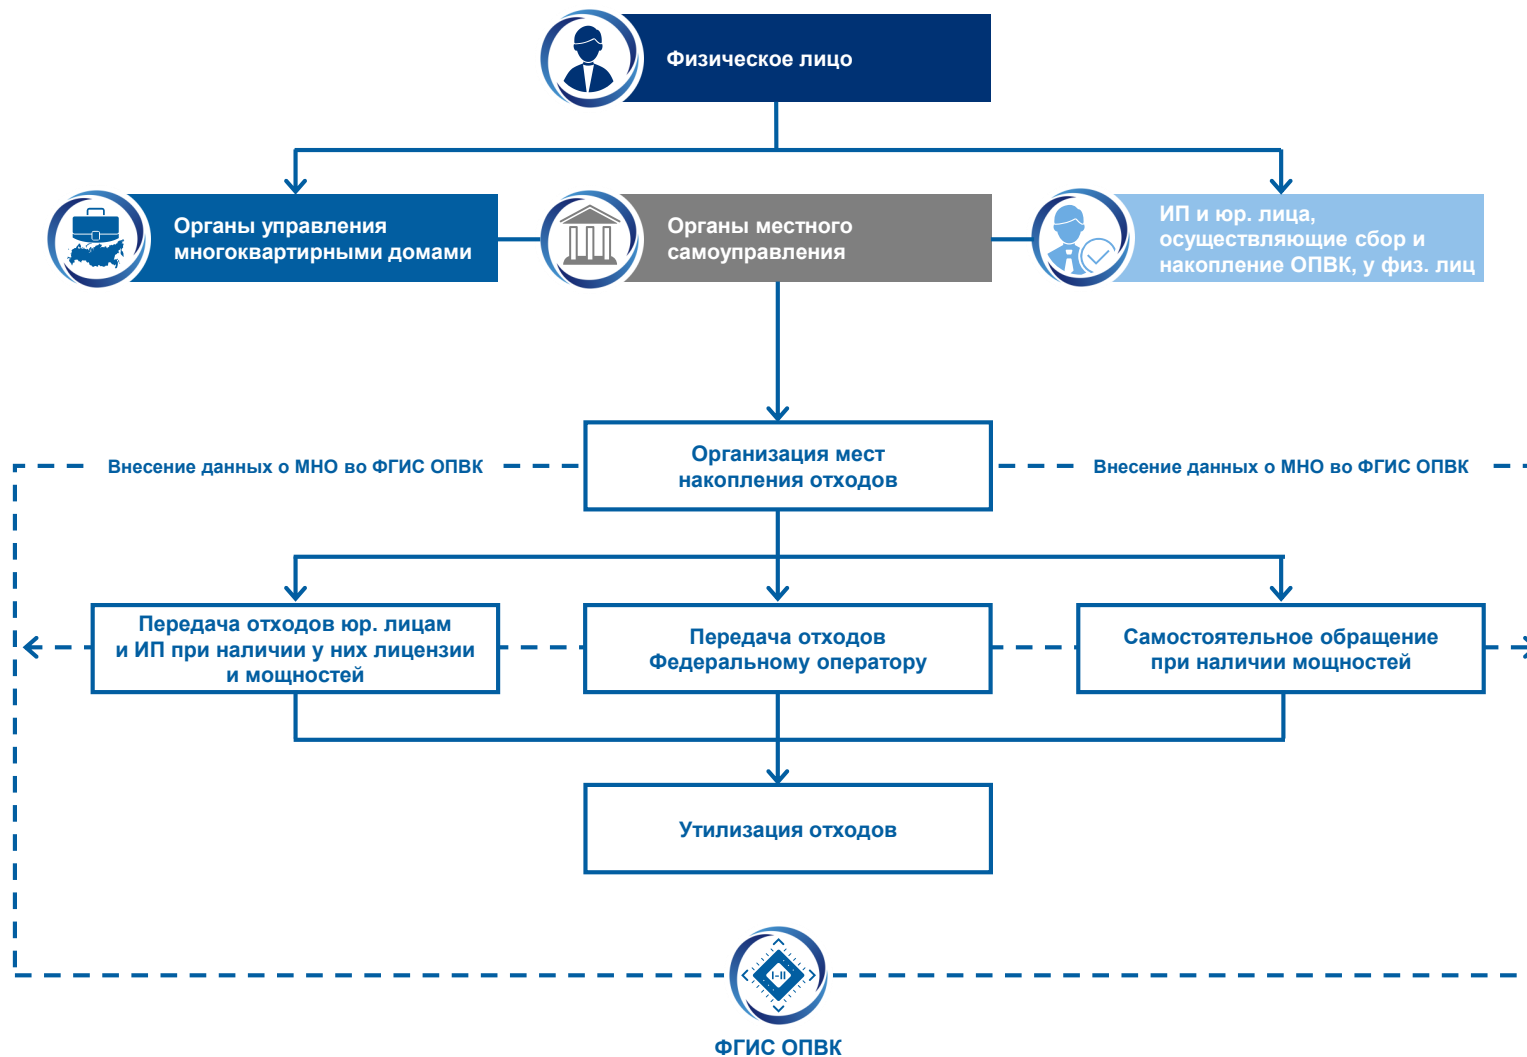 Физическое лицо
Органы управления
многоквартирными домами
Органы местного
самоуправления
ИП и юр. лица,
осуществляющие сбор и
накопление ОПВК, у физ. лиц
Организация мест
накопления отходов
Внесение данных о МНО во ФГИС ОПВК
Внесение данных о МНО во ФГИС ОПВК
Передача отходов юр. лицам
и ИП при наличии у них лицензии
и мощностей
Передача отходов
Федеральному оператору
Самостоятельное обращение
при наличии мощностей
Утилизация отходов
I-II
ФГИС ОПВК